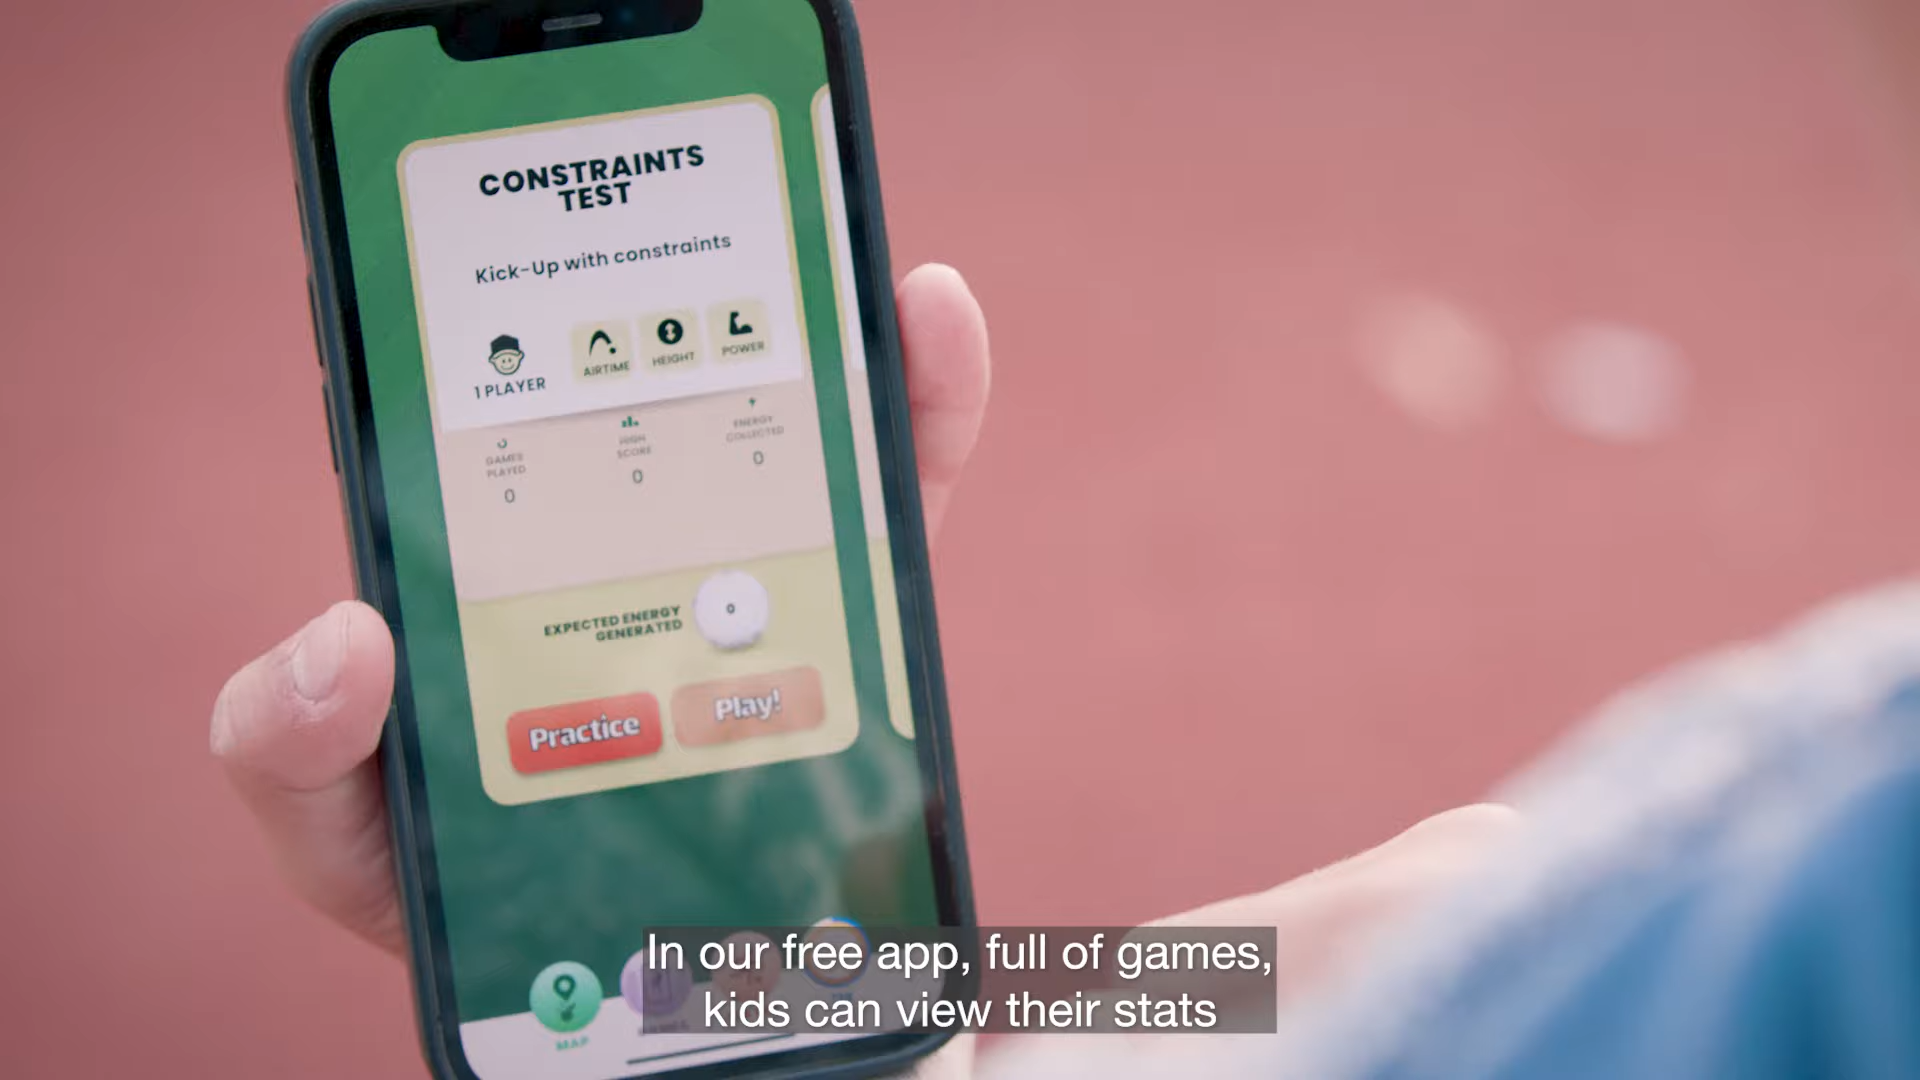 CONSTRAINTS
TEST
Kick-Up with constraints
1 PLAYER
AIRTIME
HEIGHT
POWER
GAMES
PLAYED
0
HIGH
SCORE
0
ENERGY
COLLECTED
0
EXPECTED ENERGY
GENERATED
0
Practice
Play!
In our free app, full of games,
kids can view their stats
MAP